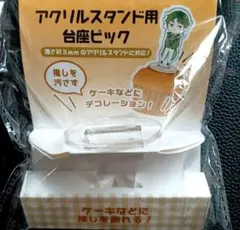 アクリルスタンド用
台座ピック
厚さ約3mmのアクリルスタンドに対応!
推しを
汚さず
ケーキなどに
デコレーション!
ケーキなどに
推しを飾れる!